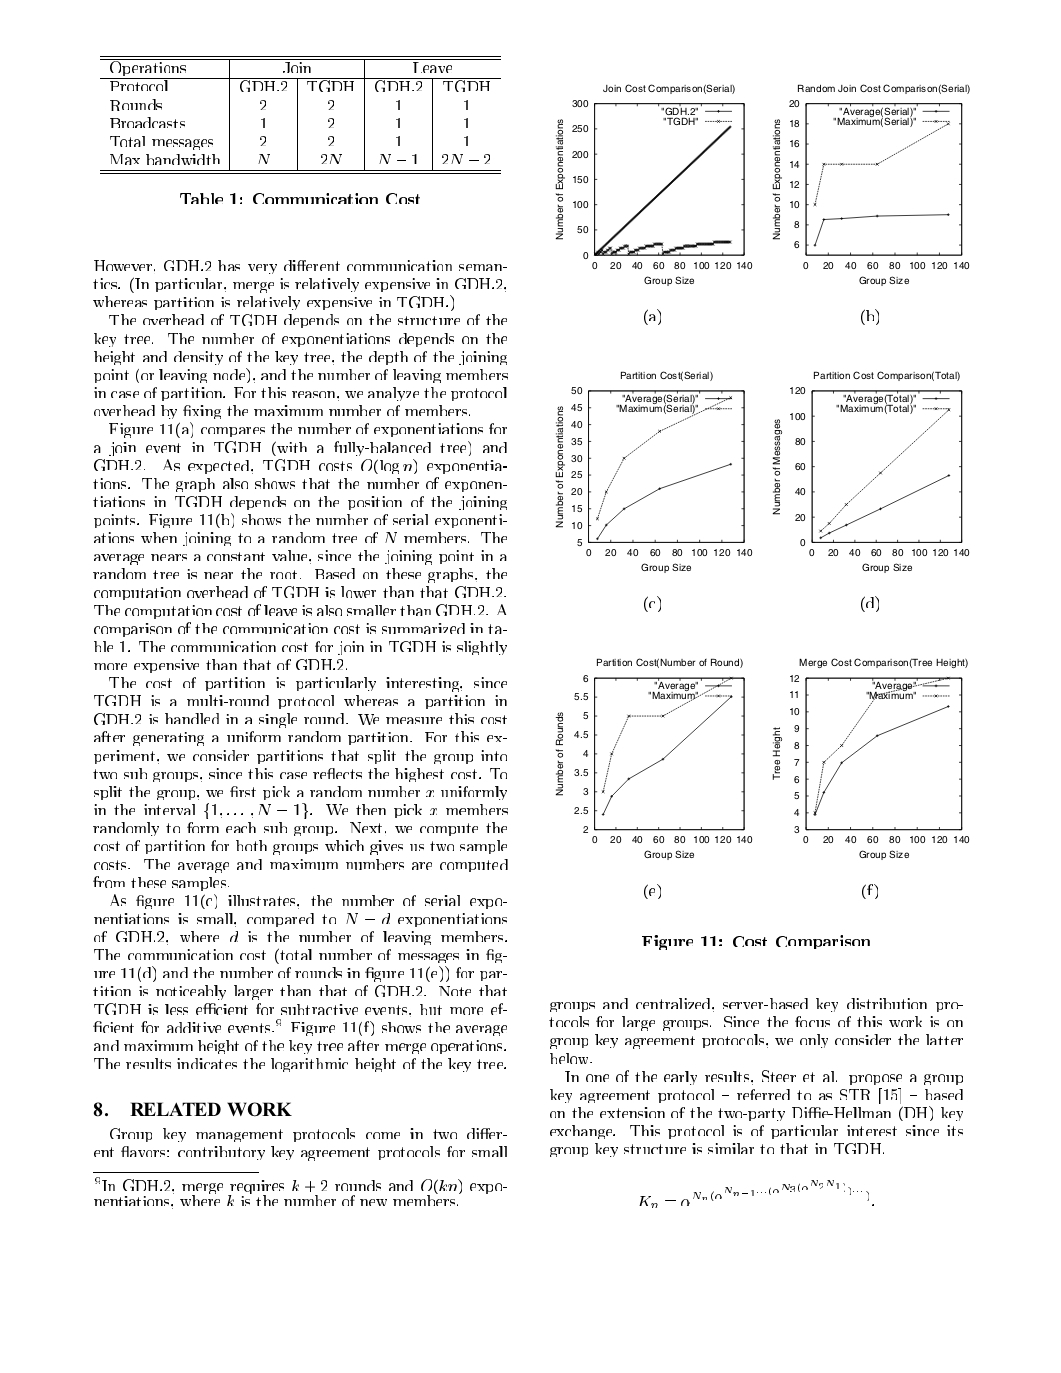 Operations Join Leave
Protocol GDH.2 TGDH GDH.2 TGDH
Rounds 2 2 1 1
Broadcasts 1 2 1 1
Total messages 2 2 1 1
Max bandwidth N 2N N − 1 2N − 2
Table 1: Communication Cost
However, GDH.2 has very different communication seman-
tics. (In particular, merge is relatively expensive in GDH.2,
whereas partition is relatively expensive in TGDH.)
The overhead of TGDH depends on the structure of the
key tree. The number of exponentiations depends on the
height and density of the key tree, the depth of the joining
point (or leaving node), and the number of leaving members
in case of partition. For this reason, we analyze the protocol
overhead by fixing the maximum number of members.
Figure 11(a) compares the number of exponentiations for
a join event in TGDH (with a fully-balanced tree) and
GDH.2. As expected, TGDH costs O(log n) exponentia-
tions. The graph also shows that the number of exponen-
tiations in TGDH depends on the position of the joining
points. Figure 11(b) shows the number of serial exponenti-
ations when joining to a random tree of N members. The
average nears a constant value, since the joining point in a
random tree is near the root. Based on these graphs, the
computation overhead of TGDH is lower than that GDH.2.
The computation cost of leave is also smaller than GDH.2. A
comparison of the communication cost is summarized in ta-
ble 1. The communication cost for join in TGDH is slightly
more expensive than that of GDH.2.
The cost of partition is particularly interesting, since
TGDH is a multi-round protocol whereas a partition in
GDH.2 is handled in a single round. We measure this cost
after generating a uniform random partition. For this ex-
periment, we consider partitions that split the group into
two sub groups, since this case reflects the highest cost. To
split the group, we first pick a random number x uniformly
in the interval {1, . . . , N − 1}. We then pick x members
randomly to form each sub group. Next, we compute the
cost of partition for both groups which gives us two sample
costs. The average and maximum numbers are computed
from these samples.
As figure 11(c) illustrates, the number of serial expo-
nentiations is small, compared to N − d exponentiations
of GDH.2, where d is the number of leaving members.
The communication cost (total number of messages in fig-
ure 11(d) and the number of rounds in figure 11(e)) for par-
tition is noticeably larger than that of GDH.2. Note that
TGDH is less efficient for subtractive events, but more ef-
ficient for additive events.9 Figure 11(f) shows the average
and maximum height of the key tree after merge operations.
The results indicates the logarithmic height of the key tree.
8. RELATED WORK
Group key management protocols come in two differ-
ent flavors: contributory key agreement protocols for small
9In GDH.2, merge requires k + 2 rounds and O(kn) expo-
nentiations, where k is the number of new members.
Join Cost Comparison(Serial)
"GDH.2"
"TGDH"
Number of Exponentiations
300
250
200
150
100
50
0
0 20 40 60 80 100 120 140
Group Size
(a)
Random Join Cost Comparison(Serial)
"Average(Serial)"
"Maximum(Serial)"
Number of Exponentiations
20
18
16
14
12
10
8
6
0 20 40 60 80 100 120 140
Group Size
(b)
Partition Cost(Serial)
"Average(Serial)"
"Maximum(Serial)"
Number of Exponentiations
50
45
40
35
30
25
20
15
10
5
0 20 40 60 80 100 120 140
Group Size
(c)
Partition Cost Comparison(Total)
"Average(Total)"
"Maximum(Total)"
Number of Messages
120
100
80
60
40
20
0
0 20 40 60 80 100 120 140
Group Size
(d)
Partition Cost(Number of Round)
"Average"
"Maximum"
Number of Rounds
6
5.5
5
4.5
4
3.5
3
2.5
2
0 20 40 60 80 100 120 140
Group Size
(e)
Merge Cost Comparison(Tree Height)
"Average"
"Maximum"
Tree Height
12
11
10
9
8
7
6
5
4
3
0 20 40 60 80 100 120 140
Group Size
(f)
Figure 11: Cost Comparison
groups and centralized, server-based key distribution pro-
tocols for large groups. Since the focus of this work is on
group key agreement protocols, we only consider the latter
below.
In one of the early results, Steer et al. propose a group
key agreement protocol – referred to as STR [15] – based
on the extension of the two-party Diffie-Hellman (DH) key
exchange. This protocol is of particular interest since its
group key structure is similar to that in TGDH.